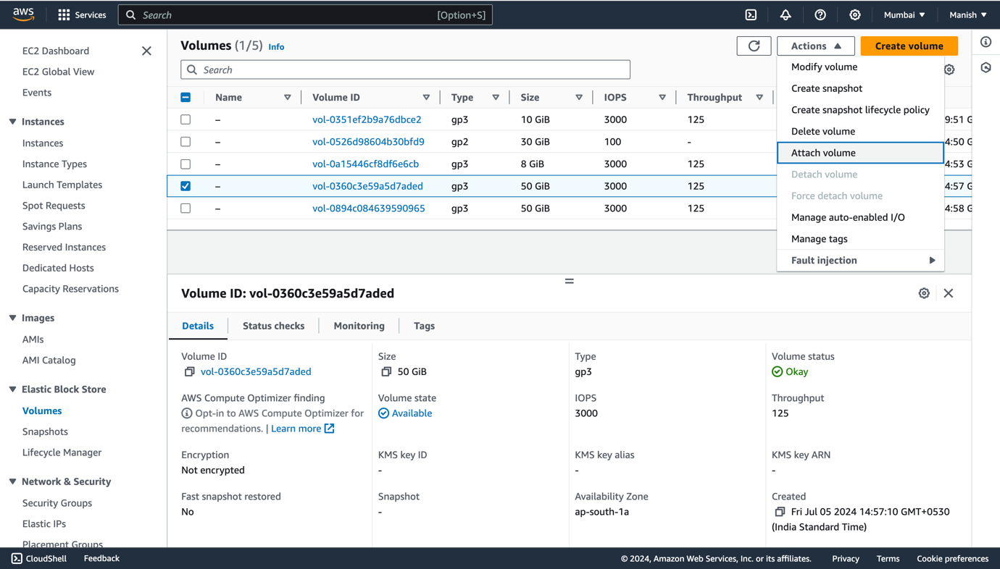 aws Services Search [Option+S] Mumbai Manish
EC2 Dashboard
EC2 Global View
Events
Instances
Instances
Instance Types
Launch Templates
Spot Requests
Savings Plans
Reserved Instances
Dedicated Hosts
Capacity Reservations
Images
AMIs
AMI Catalog
Elastic Block Store
Volumes
Snapshots
Lifecycle Manager
Network & Security
Security Groups
Elastic IPs
Placement Groups
Volumes (1/5) Info Actions Create volume
Search
Name Volume ID Type Size IOPS Throughput
– vol-0351ef2b9a76dbce2 gp3 10 GiB 3000 125 9:51 G
– vol-0526d98604b30bfd9 gp2 30 GiB 100 - 4:50 G
– vol-0a15446cf8df6e6cb gp3 8 GiB 3000 125 4:53 G
– vol-0360c3e59a5d7aded gp3 50 GiB 3000 125 4:57 G
– vol-0894c084639590965 gp3 50 GiB 3000 125 4:58 G
Modify volume
Create snapshot
Create snapshot lifecycle policy
Delete volume
Attach volume
Detach volume
Force detach volume
Manage auto-enabled I/O
Manage tags
Fault injection
Volume ID: vol-0360c3e59a5d7aded
Details Status checks Monitoring Tags
Volume ID Size Type Volume status
vol-0360c3e59a5d7aded 50 GiB gp3 Okay
AWS Compute Optimizer finding Volume state IOPS Throughput
Opt-in to AWS Compute Optimizer for Available 3000 125
recommendations. | Learn more
Encryption KMS key ID KMS key alias KMS key ARN
Not encrypted - - -
Fast snapshot restored Snapshot Availability Zone Created
No - ap-south-1a Fri Jul 05 2024 14:57:10 GMT+0530
(India Standard Time)
CloudShell Feedback © 2024, Amazon Web Services, Inc. or its affiliates. Privacy Terms Cookie preferences